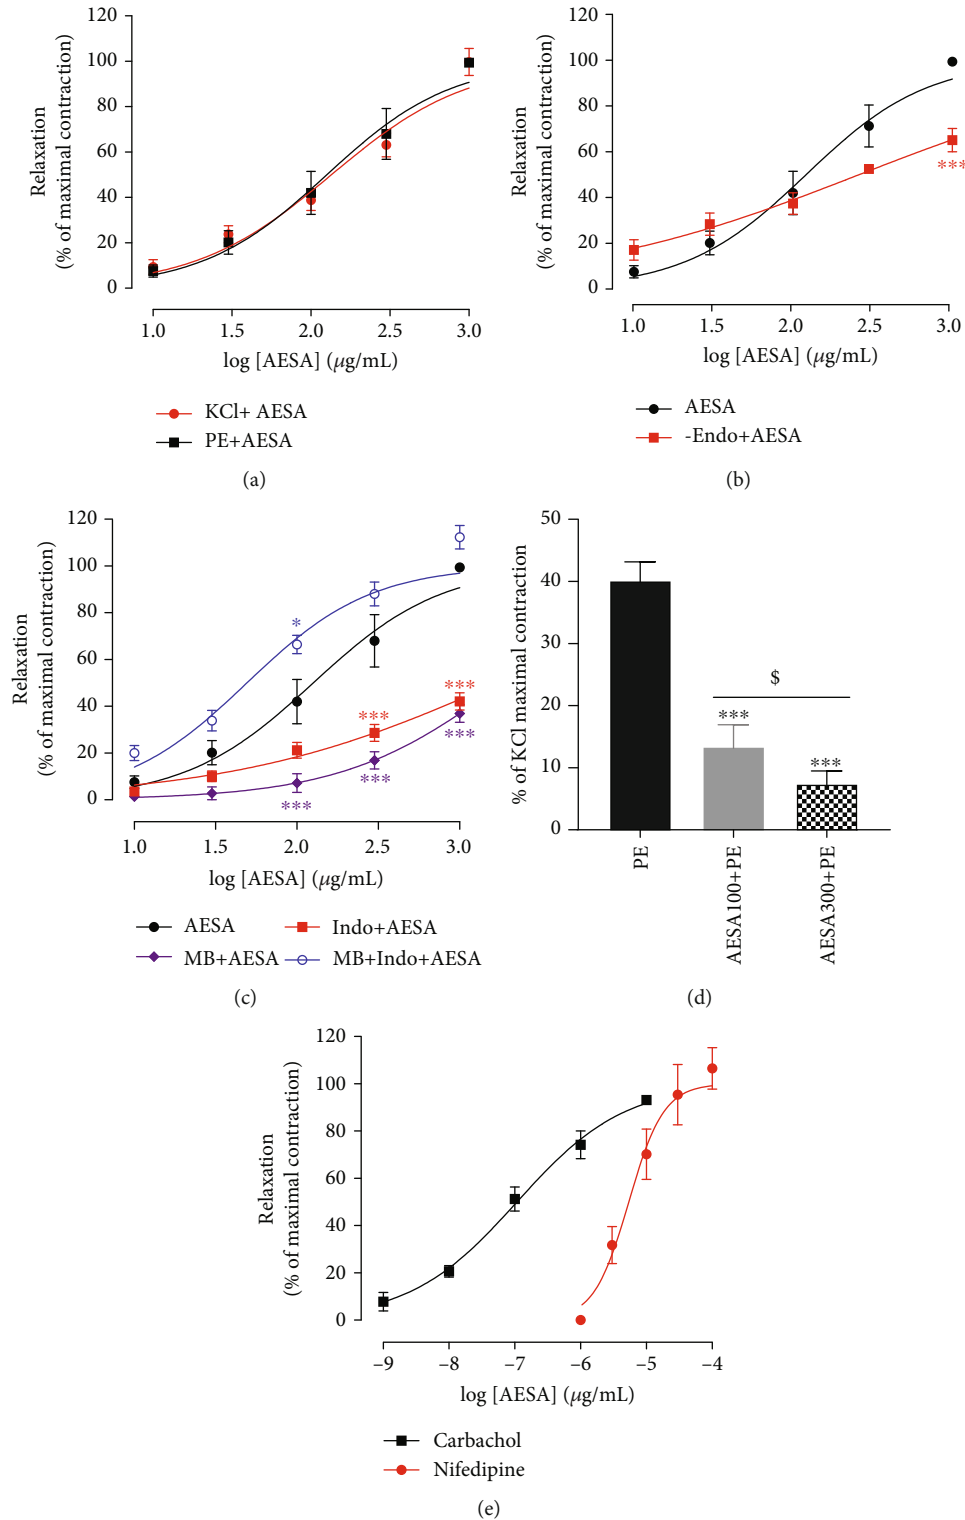 120
100
80
60
40
20
0
Relaxation
(% of maximal contraction)
1.0 1.5 2.0 2.5 3.0
log [AESA] (μg/mL)
KCl+ AESA
PE+AESA
(a)
120
100
80
60
40
20
0
Relaxation
(% of maximal contraction)
***
1.0 1.5 2.0 2.5 3.0
log [AESA] (μg/mL)
AESA
-Endo+AESA
(b)
120
100
80
60
40
20
0
Relaxation
(% of maximal contraction)
*
***
***
***
***
***
1.0 1.5 2.0 2.5 3.0
log [AESA] (μg/mL)
AESA Indo+AESA
MB+AESA MB+Indo+AESA
(c)
50
40
30
20
10
0
% of KCl maximal contraction
$
***
***
PE
AESA100+PE
AESA300+PE
(d)
120
100
80
60
40
20
0
Relaxation
(% of maximal contraction)
−9 −8 −7 −6 −5 −4
log [AESA] (μg/mL)
Carbachol
Nifedipine
(e)